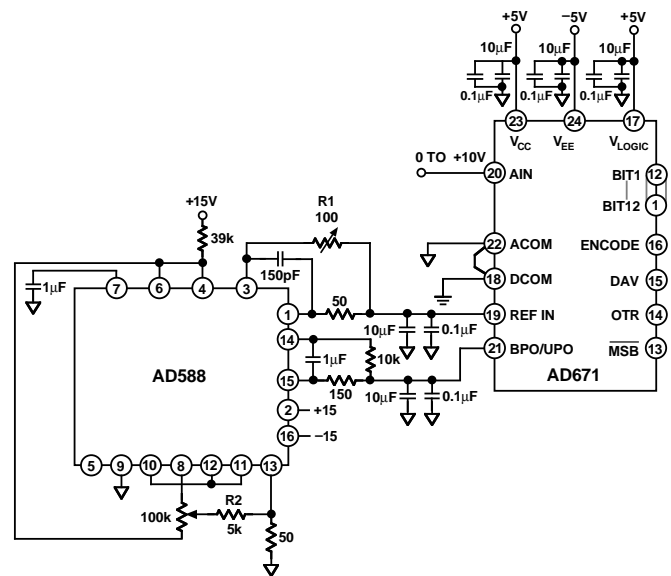 +5V −5V +5V
10µF 10µF 10µF
0.1µF 0.1µF 0.1µF
23 24 17
VCC VEE VLOGIC
0 TO +10V
20 AIN
BIT1 12
BIT12 1
+15V
39k
R1
100
22 ACOM
ENCODE 16
150pF
1µF
18 DCOM
DAV 15
7 6 4 3
1 50
19 REF IN
OTR 14
10µF 0.1µF
14
1µF 10k
21 BPO/UPO
MSB 13
AD588
15 150
10µF 0.1µF
AD671
2 +15
16 −15
5 9 10 8 12 11 13
R2
100k
5k
50